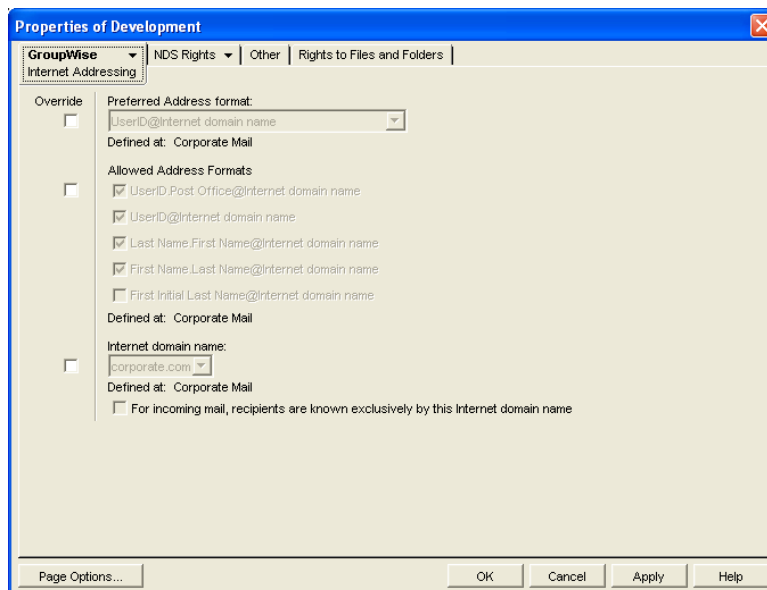 Properties of Development
GroupWise NDS Rights Other Rights to Files and Folders
Internet Addressing
Override Preferred Address format:
UserID@Internet domain name
Defined at: Corporate Mail
Allowed Address Formats
UserID.Post Office@Internet domain name
UserID@Internet domain name
Last Name.First Name@Internet domain name
First Name.Last Name@Internet domain name
First Initial Last Name@Internet domain name
Defined at: Corporate Mail
Internet domain name:
corporate.com
Defined at: Corporate Mail
For incoming mail, recipients are known exclusively by this Internet domain name
Page Options... OK Cancel Apply Help